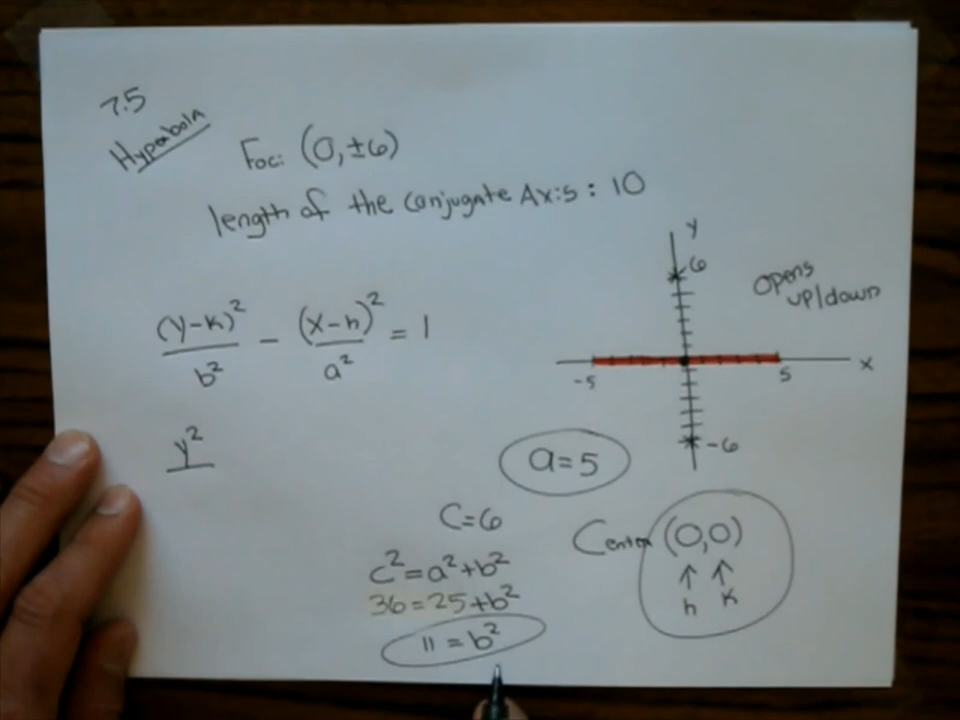 7.5
Hyperbola
Foci: (0, ±6)
length of the conjugate Axis: 10
y
6
Opens
up/down
(y-k)² / b² - (x-h)² / a² = 1
-5
5
x
y²
-6
a=5
c=6
Center (0,0)
c²=a²+b²
↑ ↑
36=25+b²
h k
11=b²